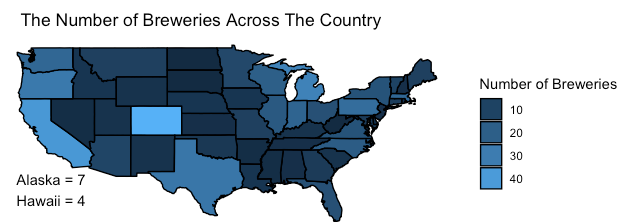 The Number of Breweries Across The Country
Number of Breweries
10
20
30
40
Alaska = 7
Hawaii = 4